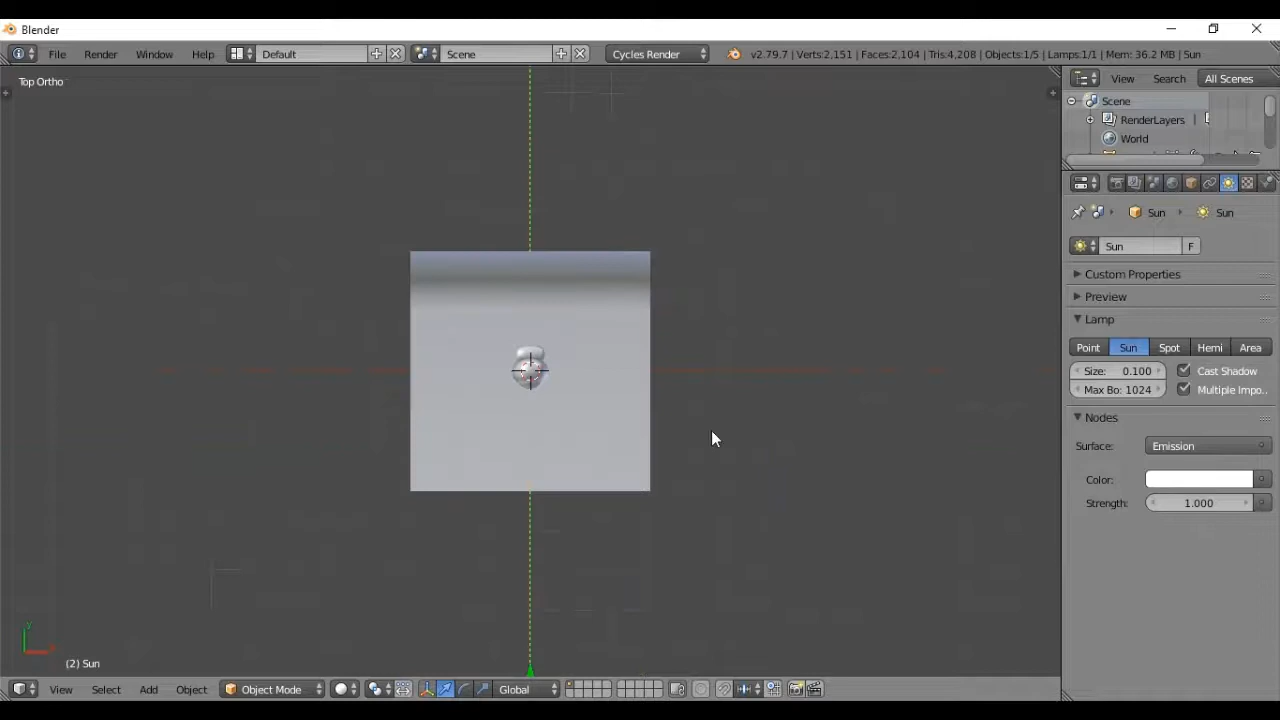 Blender
File Render Window Help Default Scene Cycles Render v2.79.7 | Verts:2,151 | Faces:2,104 | Tris:4,208 | Objects:1/5 | Lamps:1/1 | Mem: 36.2 MB | Sun
Top Ortho
View Search All Scenes
Scene
RenderLayers
World
Sun Sun
Sun F
Custom Properties
Preview
Lamp
Point Sun Spot Hemi Area
Size: 0.100 Cast Shadow
Max Bo: 1024 Multiple Impo..
Nodes
Surface: Emission
Color:
Strength: 1.000
y
(2) Sun
View Select Add Object Object Mode Global